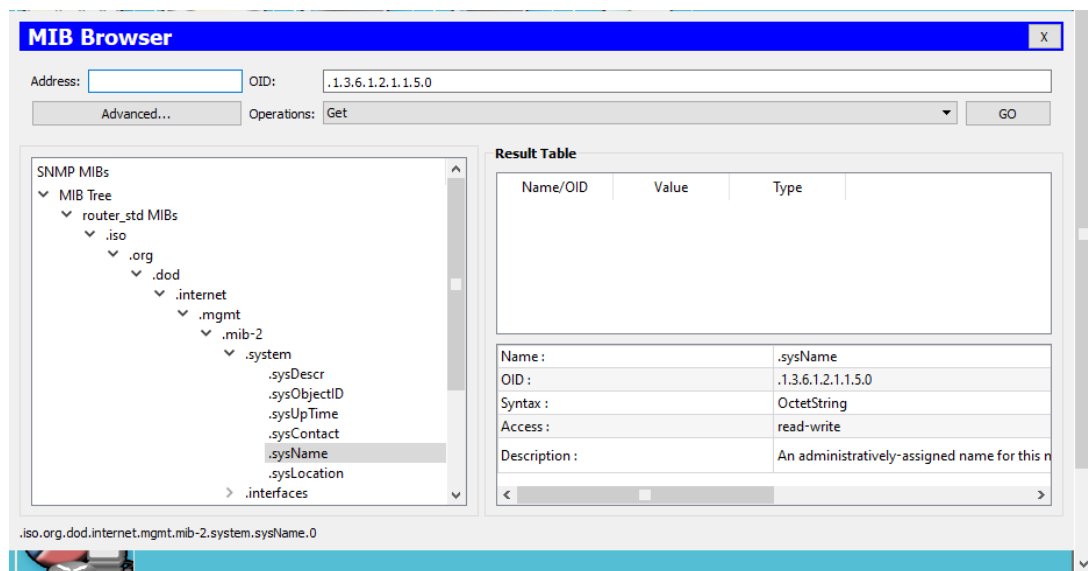 MIB Browser
X
Address:
OID:
.1.3.6.1.2.1.1.5.0
Advanced...
Operations:
Get
GO
SNMP MIBs
MIB Tree
router_std MIBs
.iso
.org
.dod
.internet
.mgmt
.mib-2
.system
.sysDescr
.sysObjectID
.sysUpTime
.sysContact
.sysName
.sysLocation
.interfaces
Result Table
Name/OID Value Type
Name : .sysName
OID : .1.3.6.1.2.1.1.5.0
Syntax : OctetString
Access : read-write
Description : An administratively-assigned name for this n
.iso.org.dod.internet.mgmt.mib-2.system.sysName.0